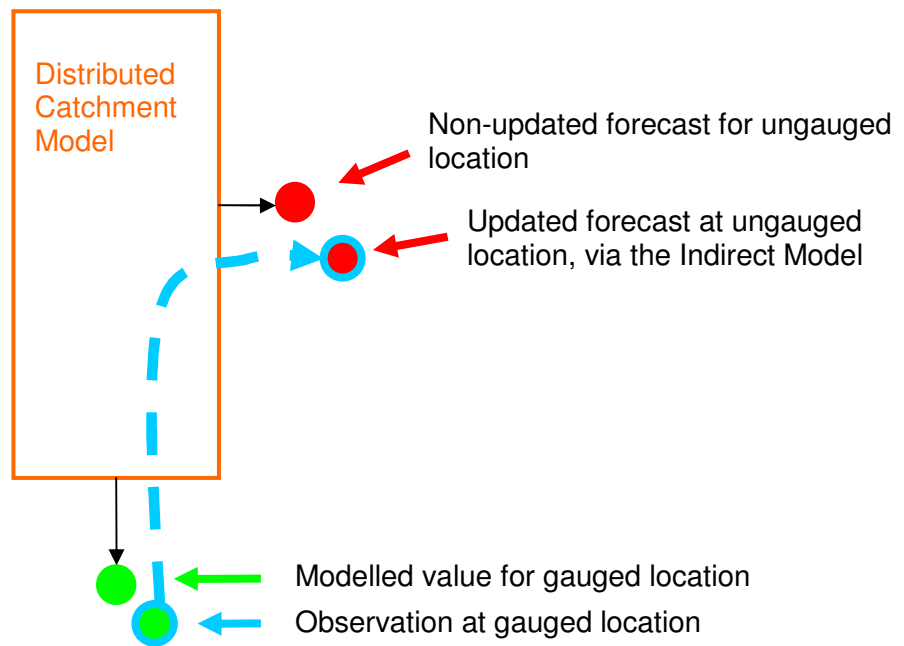 Distributed
Catchment
Model
Non-updated forecast for ungauged
location
Updated forecast at ungauged
location, via the Indirect Model
Modelled value for gauged location
Observation at gauged location